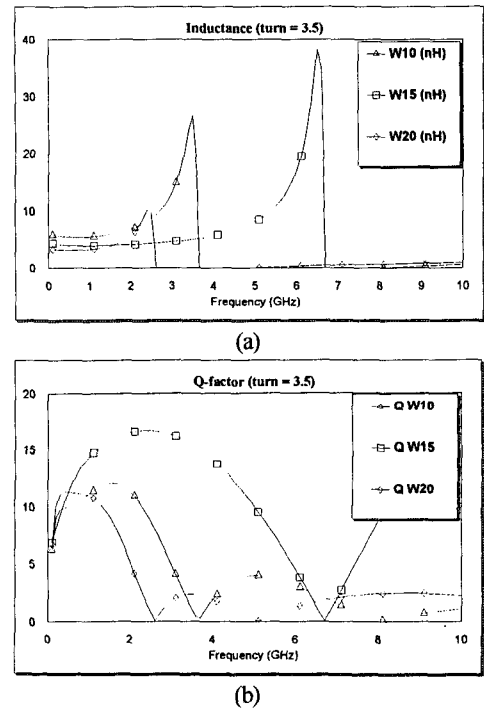 Inductance (turn = 3.5)
40
30
20
10
0
W10 (nH)
W15 (nH)
W20 (nH)
0 1 2 3 4 5 6 7 8 9 10
Frequency (GHz)
(a)
Q-factor (turn = 3.5)
20
15
10
5
0
Q W10
Q W15
Q W20
0 2 4 6 8 10
Frequency (GHz)
(b)